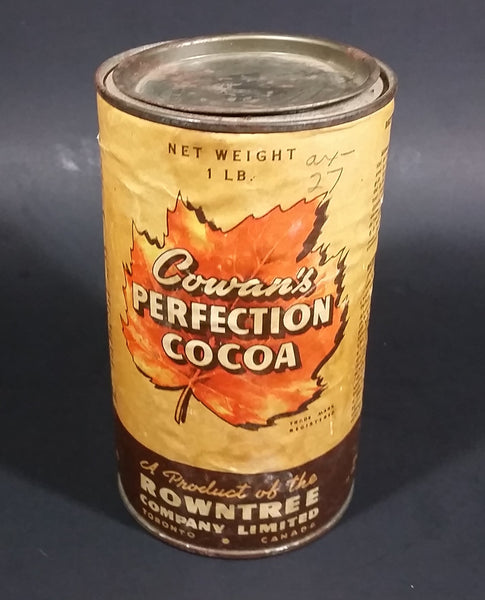 NET WEIGHT
1 LB.
27
Cowan's
PERFECTION
COCOA
TRADE MARK
REGISTERED
A Product of the
ROWNTREE
COMPANY LIMITED
TORONTO CANADA